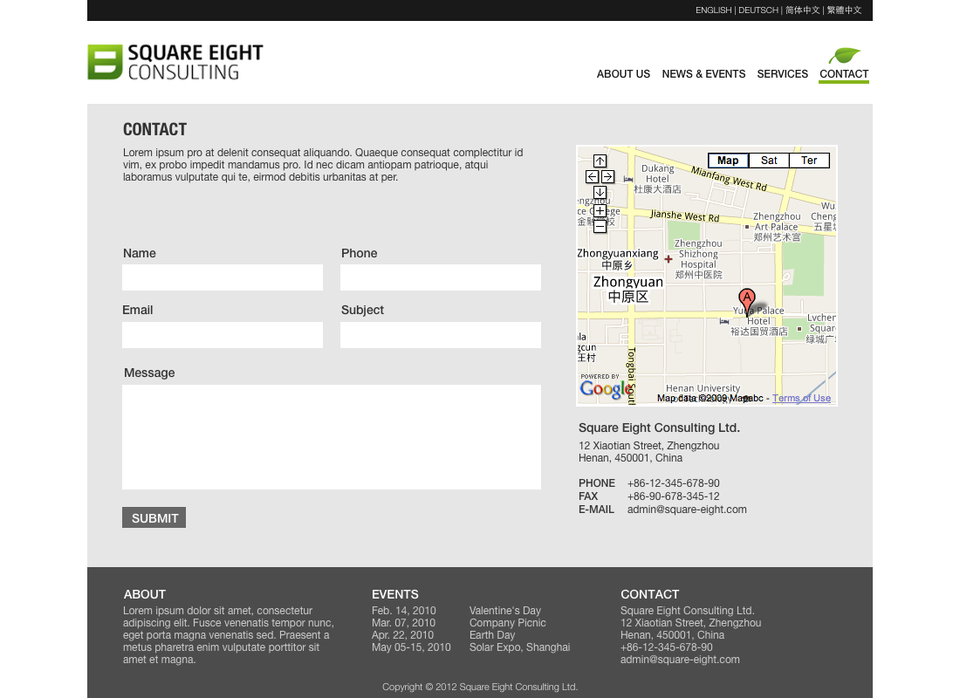 ENGLISH | DEUTSCH | 简体中文 | 繁體中文
SQUARE EIGHT
CONSULTING
ABOUT US NEWS & EVENTS SERVICES CONTACT
CONTACT
Lorem ipsum pro at delenit consequat aliquando. Quaeque consequat complectitur id
vim, ex probo impedit mandamus pro. Id nec dicam antiopam patrioque, atqui
laboramus vulputate qui te, eirmod debitis urbanitas at per.
Name Phone
Email Subject
Message
SUBMIT
Map Sat Ter
Dukang
Hotel
杜康大酒店
Mianfang West Rd
Jianshe West Rd
Zhengzhou
Art Palace
郑州艺术宫
Zhengzhou
Shizhong
Hospital
郑州中医院
Zhongyuanxiang
中原乡
Zhongyuan
中原区
A
Palace
Hotel
裕达国贸酒店
Tongbai
POWERED BY
Google
Henan University
Map data ©2009 Mapabc - Terms of Use
Square Eight Consulting Ltd.
12 Xiaotian Street, Zhengzhou
Henan, 450001, China
PHONE +86-12-345-678-90
FAX +86-90-678-345-12
E-MAIL admin@square-eight.com
ABOUT
Lorem ipsum dolor sit amet, consectetur
adipiscing elit. Fusce venenatis tempor nunc,
eget porta magna venenatis sed. Praesent a
metus pharetra enim vulputate porttitor sit
amet et magna.
EVENTS
Feb. 14, 2010 Valentine's Day
Mar. 07, 2010 Company Picnic
Apr. 22, 2010 Earth Day
May 05-15, 2010 Solar Expo, Shanghai
CONTACT
Square Eight Consulting Ltd.
12 Xiaotian Street, Zhengzhou
Henan, 450001, China
+86-12-345-678-90
admin@square-eight.com
Copyright © 2012 Square Eight Consulting Ltd.